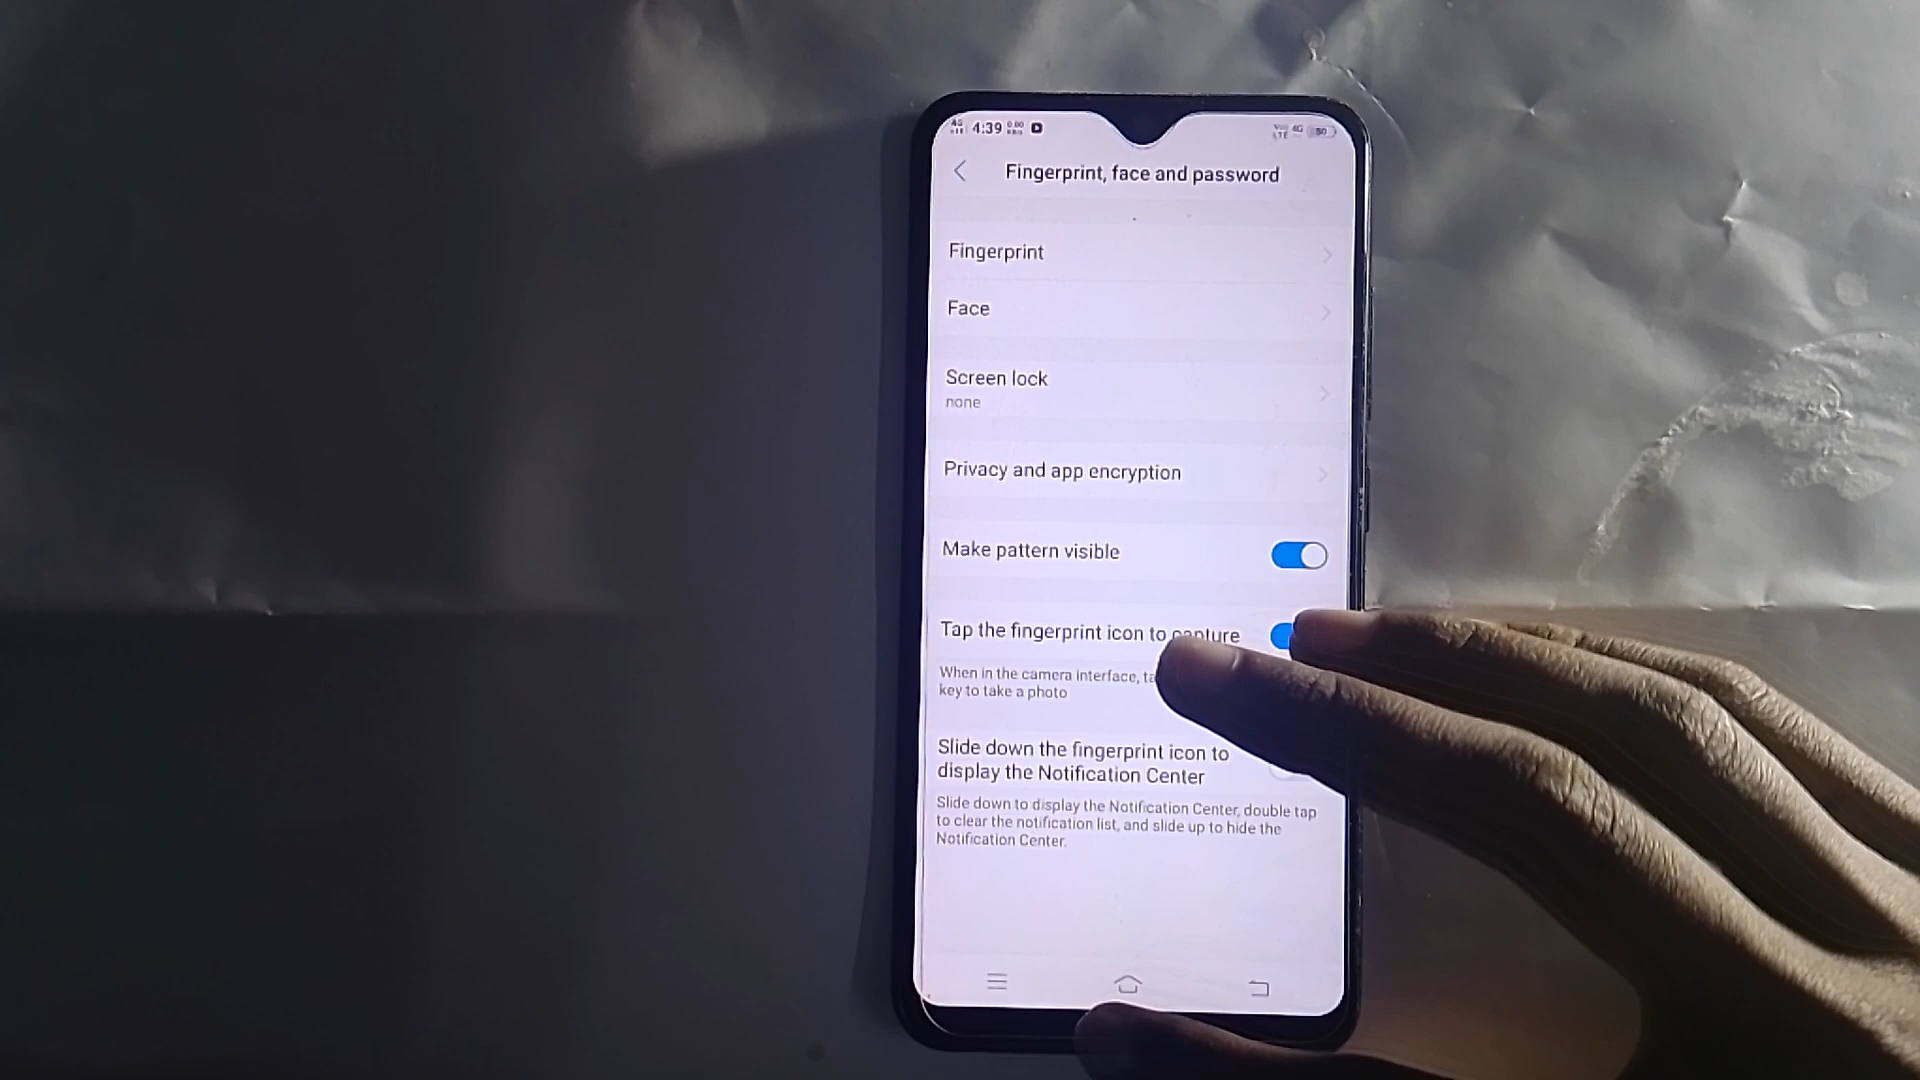 4:39
Fingerprint, face and password
Fingerprint
Face
Screen lock
none
Privacy and app encryption
Make pattern visible
Tap the fingerprint icon to capture
When in the camera interface,
key to take a photo
Slide down the fingerprint icon to
display the Notification Center
Slide down to display the Notification Center, double tap
to clear the notification list, and slide up to hide the
Notification Center.